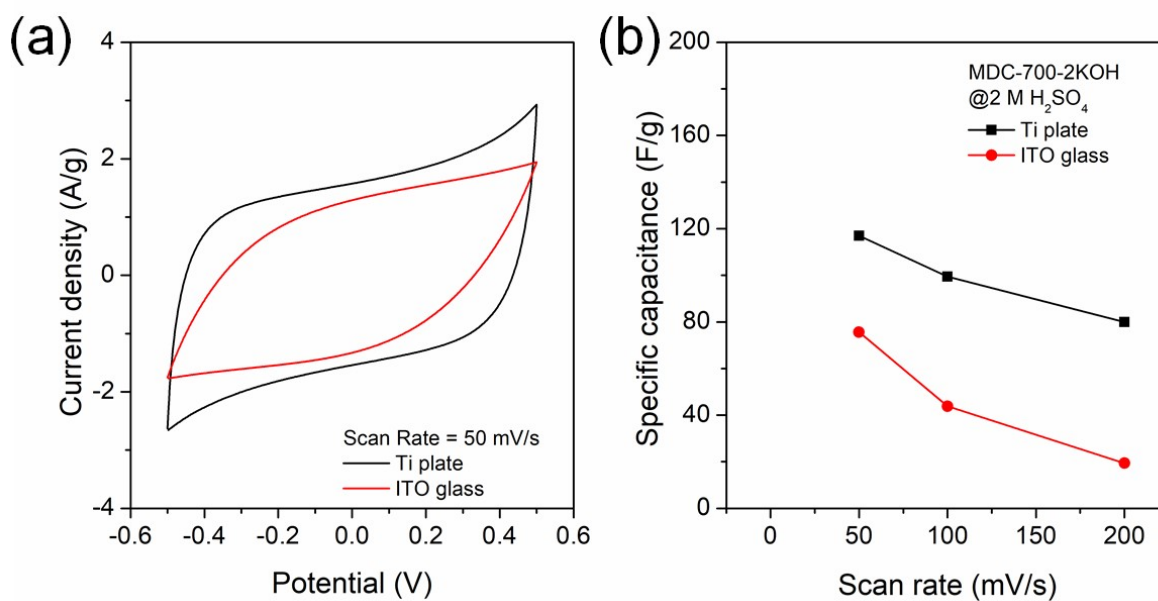 (a)
Current density (A/g)
4
2
0
-2
-4
-0.6 -0.4 -0.2 0.0 0.2 0.4 0.6
Potential (V)
Scan Rate = 50 mV/s
Ti plate
ITO glass
(b)
Specific capacitance (F/g)
200
160
120
80
40
0
0 50 100 150 200
Scan rate (mV/s)
MDC-700-2KOH
@2 M H₂SO₄
Ti plate
ITO glass